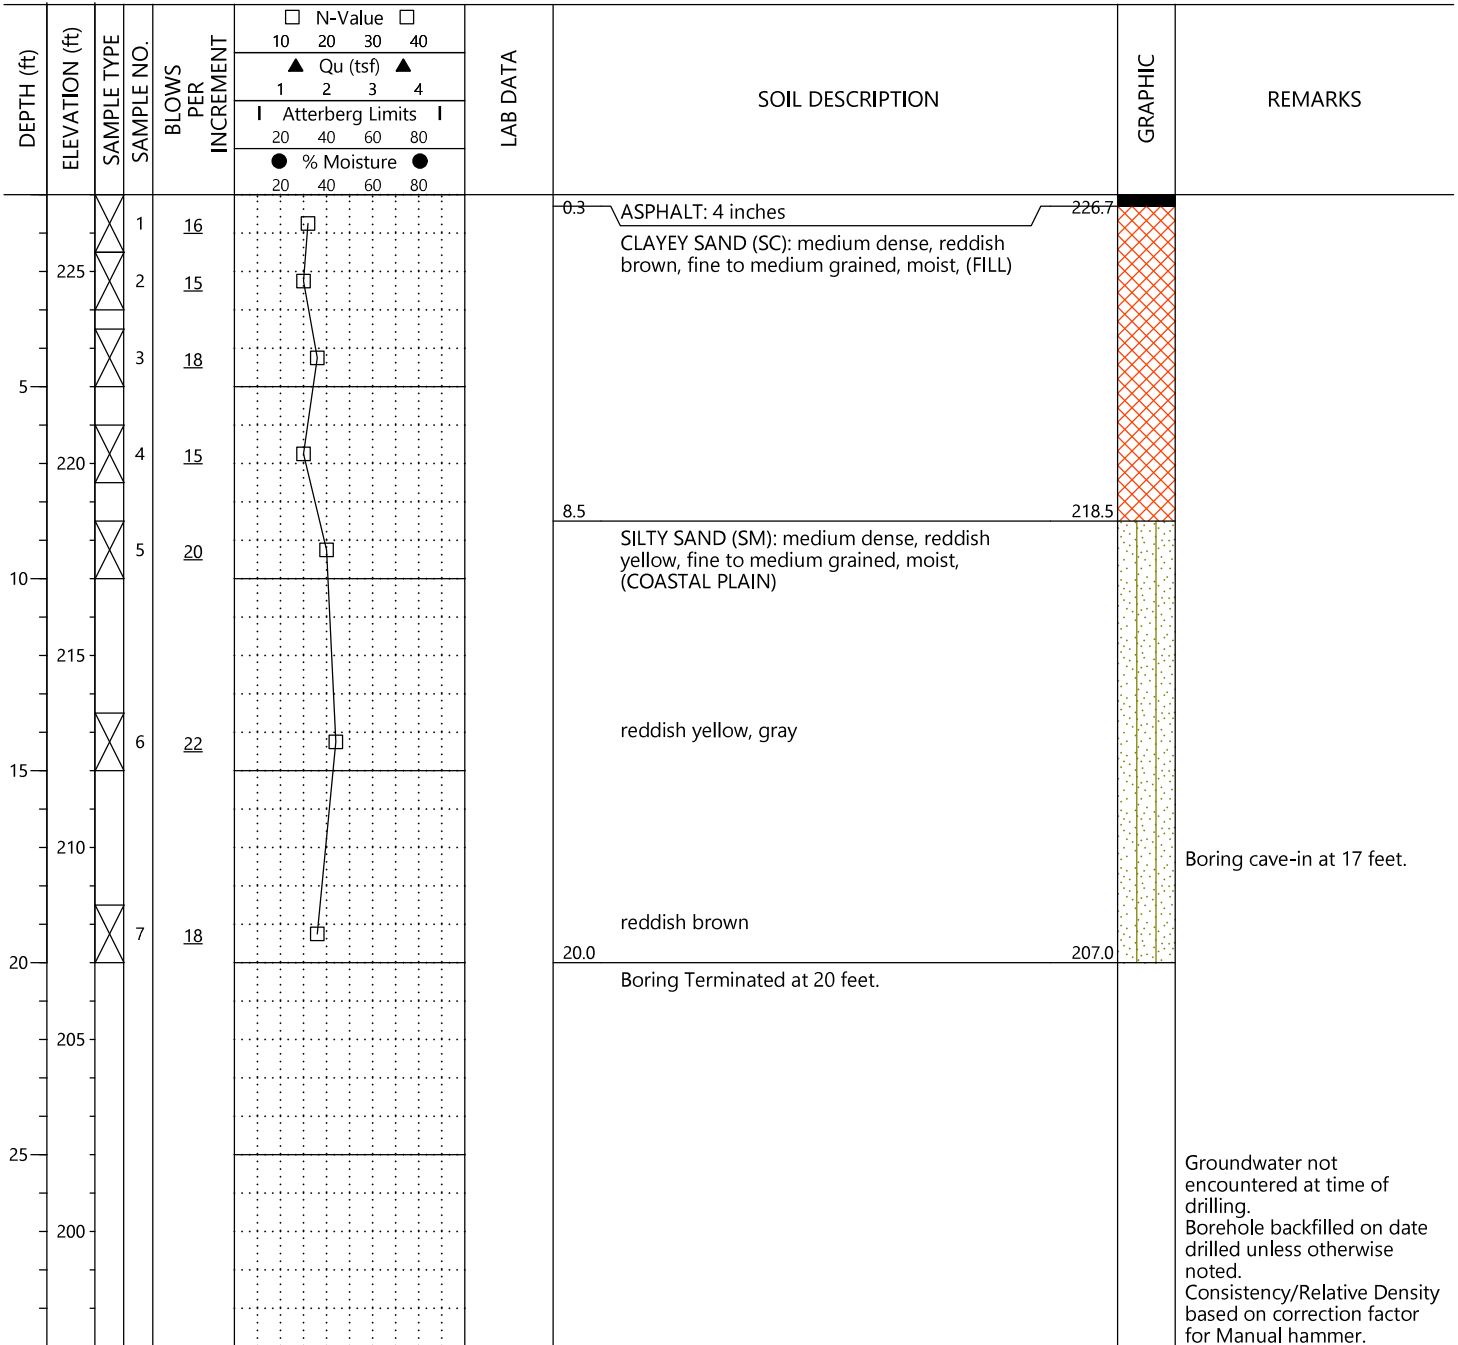 DEPTH (ft)
ELEVATION (ft)
SAMPLE TYPE
SAMPLE NO.
BLOWS
PER
INCREMENT
N-Value
10 20 30 40
Qu (tsf)
1 2 3 4
Atterberg Limits
20 40 60 80
% Moisture
20 40 60 80
LAB DATA
SOIL DESCRIPTION
GRAPHIC
REMARKS
0.3 ASPHALT: 4 inches 226.7
1 16
CLAYEY SAND (SC): medium dense, reddish
brown, fine to medium grained, moist, (FILL)
225
2 15
3 18
5
4 15
220
8.5 218.5
SILTY SAND (SM): medium dense, reddish
yellow, fine to medium grained, moist,
(COASTAL PLAIN)
5 20
10
215
reddish yellow, gray
6 22
15
210
Boring cave-in at 17 feet.
reddish brown
7 18
20.0 207.0
20
Boring Terminated at 20 feet.
205
25
Groundwater not
encountered at time of
drilling.
200
Borehole backfilled on date
drilled unless otherwise
noted.
Consistency/Relative Density
based on correction factor
for Manual hammer.